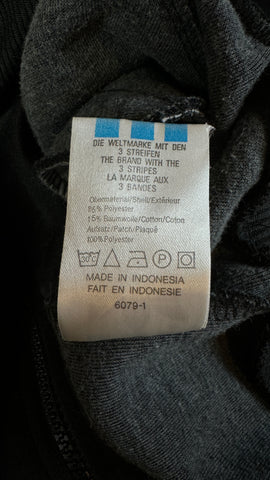 DIE WELTMARKE MIT DEN
3 STREIFEN
THE BRAND WITH THE
3 STRIPES
LA MARQUE AUX
3 BANDES
Obermaterial/Shell/Extérieur
85% Polyester
15% Baumwolle/Cotton/Coton
Aufsatz/Patch/Plaqué
100% Polyester
30°C
P
MADE IN INDONESIA
FAIT EN INDONESIE
6079-1